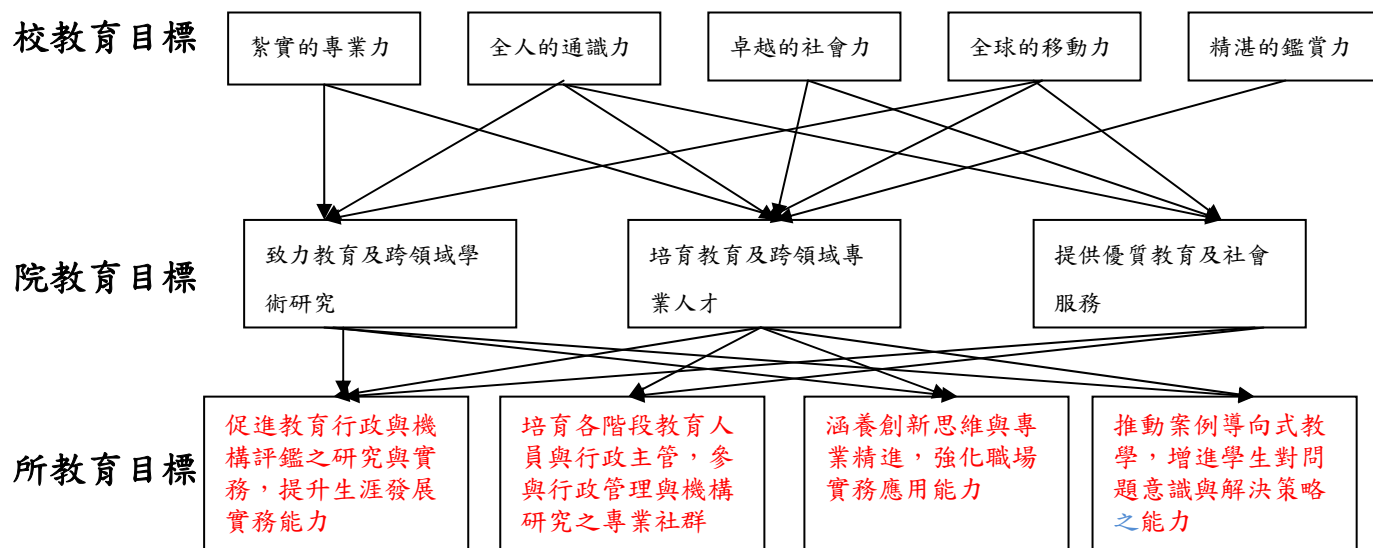 校教育目標
紮實的專業力
全人的通識力
卓越的社會力
全球的移動力
精湛的鑑賞力
院教育目標
致力教育及跨領域學
術研究
培育教育及跨領域專
業人才
提供優質教育及社會
服務
所教育目標
促進教育行政與機
構評鑑之研究與實
務，提升生涯發展
實務能力
培育各階段教育人
員與行政主管，參
與行政管理與機構
研究之專業社群
涵養創新思維與專
業精進，強化職場
實務應用能力
推動案例導向式教
學，增進學生對問
題意識與解決策略
之能力